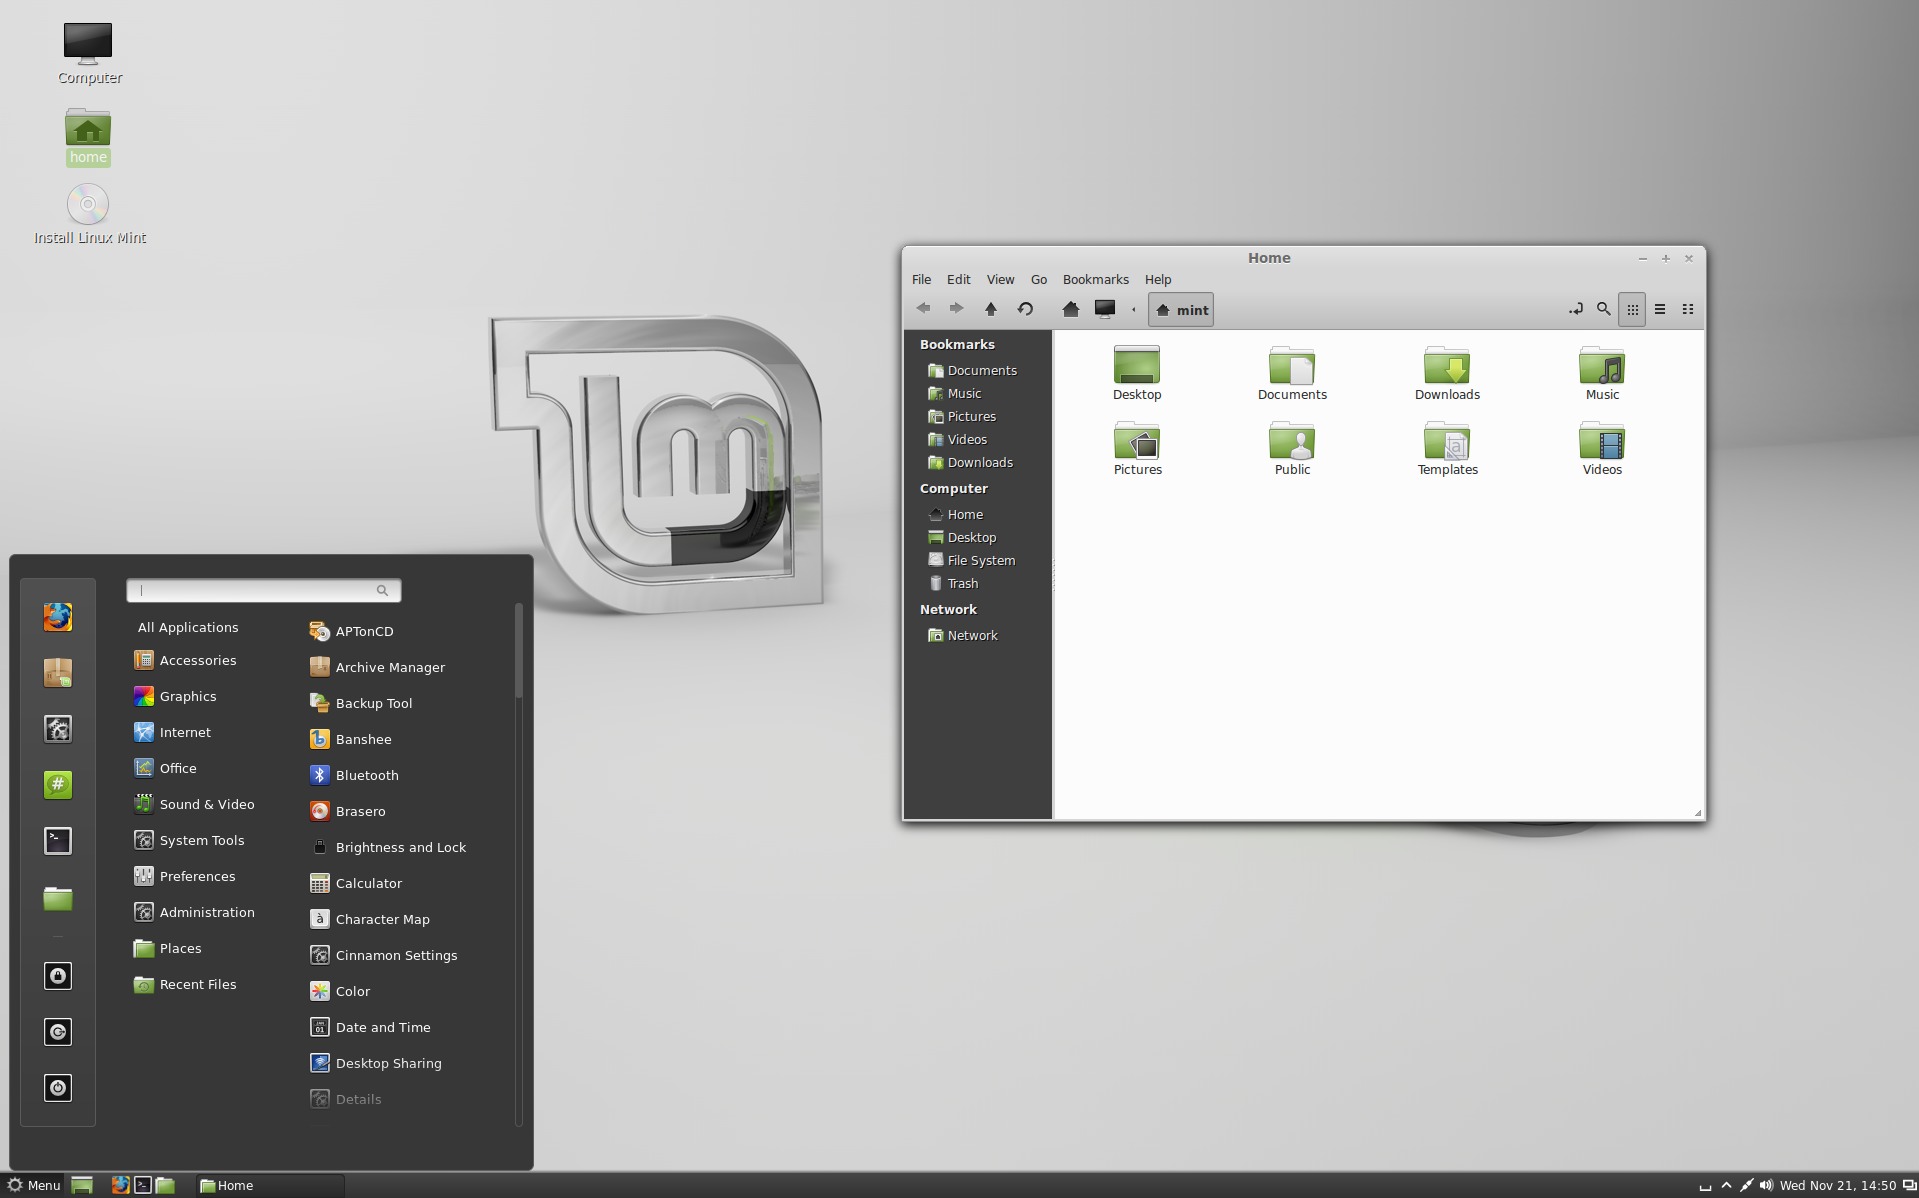 Computer
home
Install Linux Mint
Home
File Edit View Go Bookmarks Help
mint
Bookmarks
Documents
Music
Pictures
Videos
Downloads
Computer
Home
Desktop
File System
Trash
Network
Network
Desktop Documents Downloads Music
Pictures Public Templates Videos
All Applications
Accessories
Graphics
Internet
Office
Sound & Video
System Tools
Preferences
Administration
Places
Recent Files
APTonCD
Archive Manager
Backup Tool
Banshee
Bluetooth
Brasero
Brightness and Lock
Calculator
Character Map
Cinnamon Settings
Color
Date and Time
Desktop Sharing
Details
Menu Home Wed Nov 21, 14:50